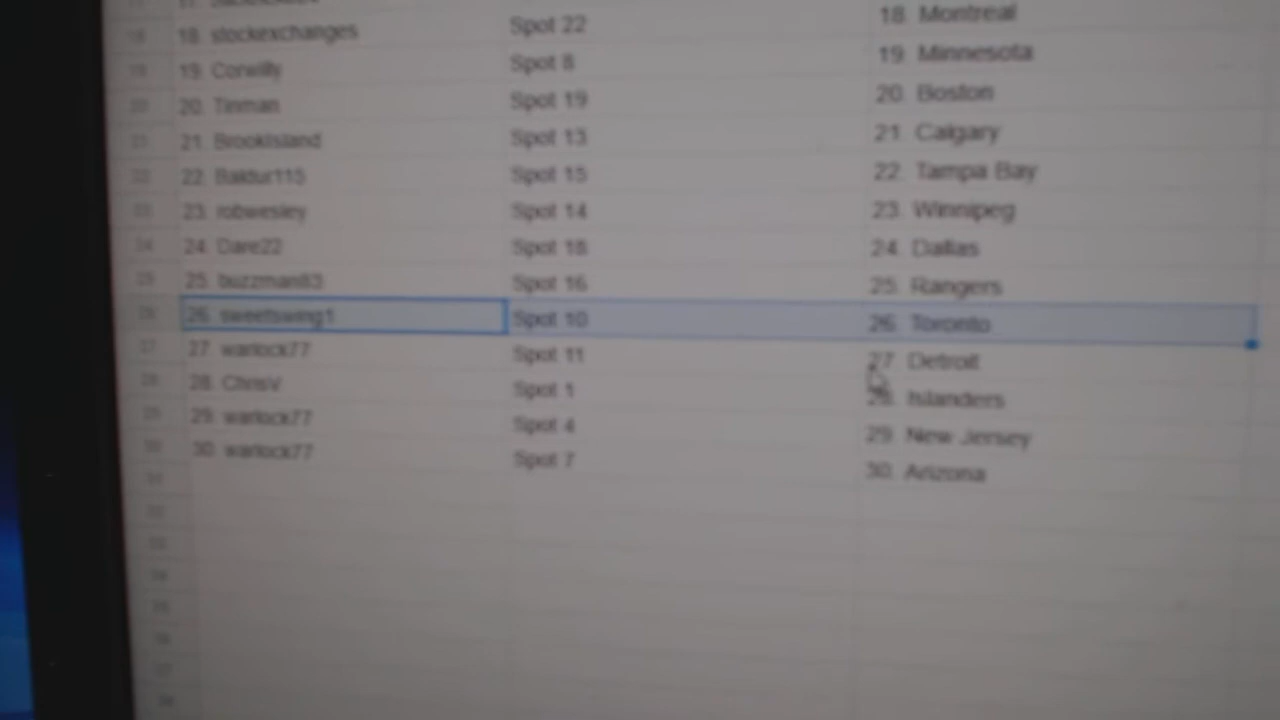 18. stockexchanges Spot 22 18. Montreal
19. Corwilly Spot 8 19. Minnesota
20. Tinman Spot 19 20. Boston
21. BrookIsland Spot 13 21. Calgary
22. Baldur115 Spot 15 22. Tampa Bay
23. robwesley Spot 14 23. Winnipeg
24. Dare22 Spot 18 24. Dallas
25. buzzman83 Spot 16 25. Rangers
26. sweetswing1 Spot 10 26. Toronto
27. warlock77 Spot 11 27. Detroit
28. ChrisV Spot 1 28. Islanders
29. warlock77 Spot 4 29. New Jersey
30. warlock77 Spot 7 30. Arizona